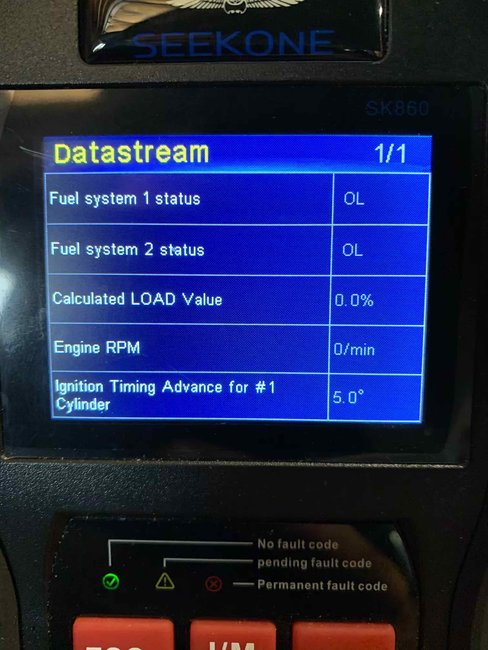 SEEKONE
SK860
Datastream 1/1
Fuel system 1 status OL
Fuel system 2 status OL
Calculated LOAD Value 0.0%
Engine RPM 0/min
Ignition Timing Advance for #1
Cylinder 5.0°
No fault code
pending fault code
Permanent fault code
I/M